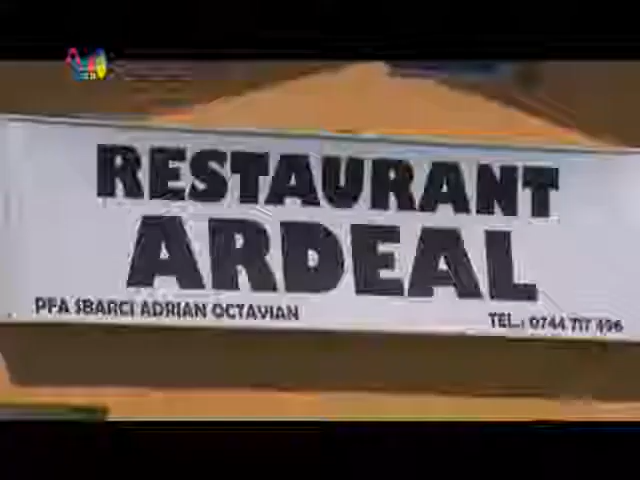 RESTAURANT
ARDEAL
PFA SBARCI ADRIAN OCTAVIAN
TEL.: 0744 717 496